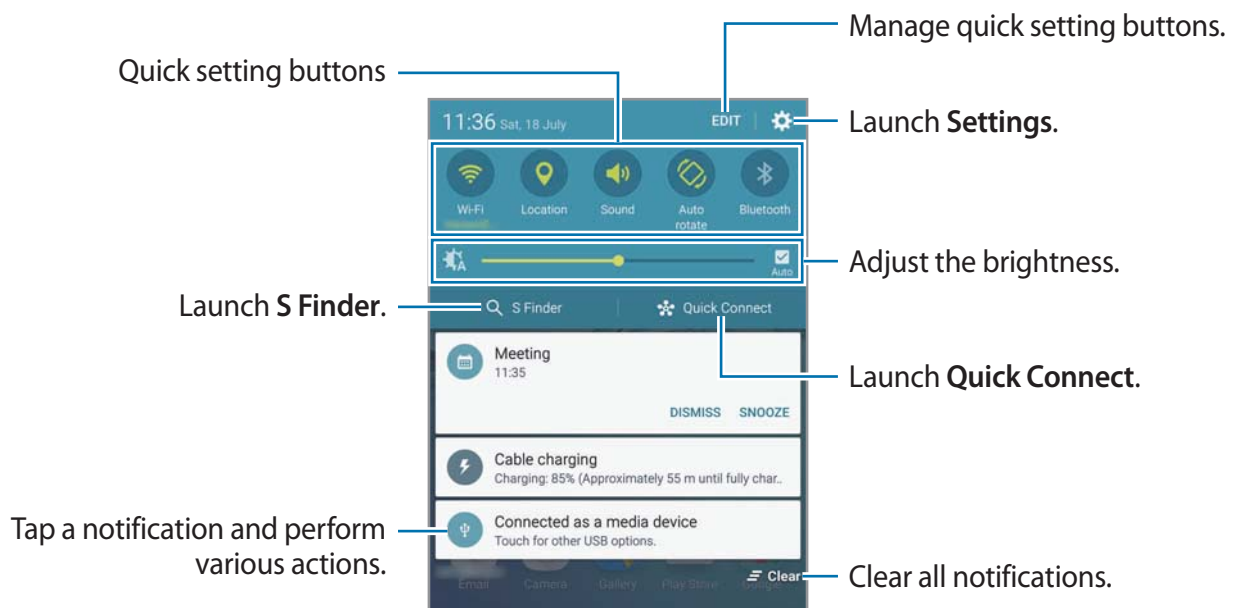 Manage quick setting buttons.
Quick setting buttons
11:36 Sat, 18 July EDIT
Launch Settings.
Wi-Fi Location Sound Auto rotate Bluetooth
Auto
Adjust the brightness.
Launch S Finder.
S Finder Quick Connect
Meeting
11:35
Launch Quick Connect.
DISMISS SNOOZE
Cable charging
Charging: 85% (Approximately 55 m until fully char..
Tap a notification and perform
various actions.
Connected as a media device
Touch for other USB options.
Clear
Clear all notifications.
Email Camera Gallery Play Store